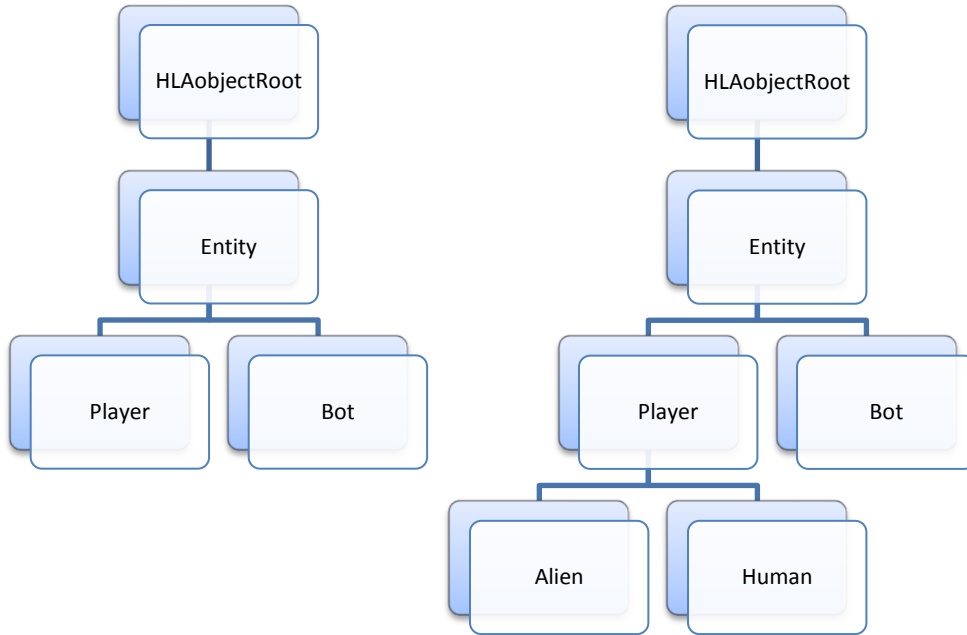 HLAobjectRoot
Entity
Player
Bot
HLAobjectRoot
Entity
Player
Bot
Alien
Human